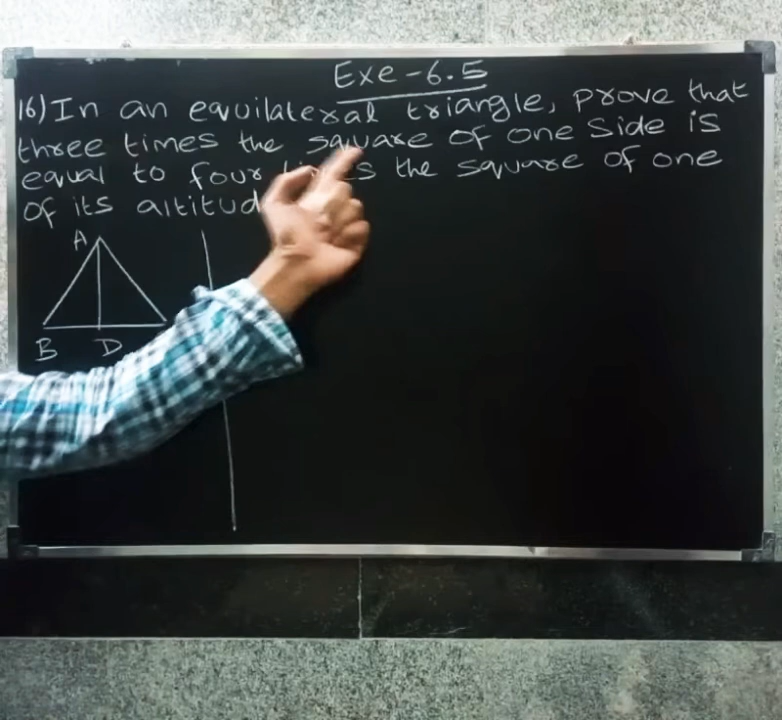 Exe-6.5
16) In an equilateral triangle, prove that
three times the square of one side is
equal to four the square of one
of its altitud
A
B D